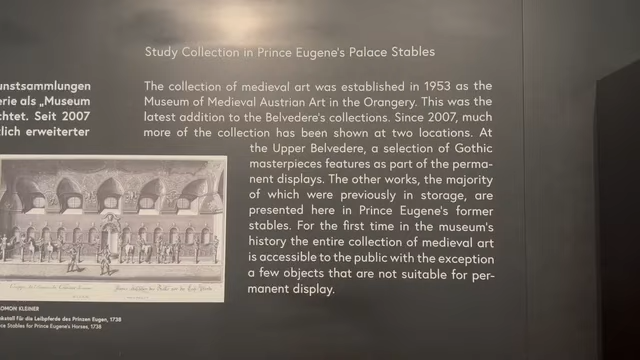 Study Collection in Prince Eugene's Palace Stables
unstsammlungen
erie als „Museum
chtet. Seit 2007
tlich erweiterter
The collection of medieval art was established in 1953 as the
Museum of Medieval Austrian Art in the Orangery. This was the
latest addition to the Belvedere's collections. Since 2007, much
more of the collection has been shown at two locations. At
the Upper Belvedere, a selection of Gothic
masterpieces features as part of the perma-
nent displays. The other works, the majority
of which were previously in storage, are
presented here in Prince Eugene's former
stables. For the first time in the museum's
history the entire collection of medieval art
is accessible to the public with the exception
a few objects that are not suitable for per-
manent display.
OMON KLEINER
stall Für die Leibpferde des Prinzen Eugen, 1738
ce Stables for Prince Eugene's Horses, 1738